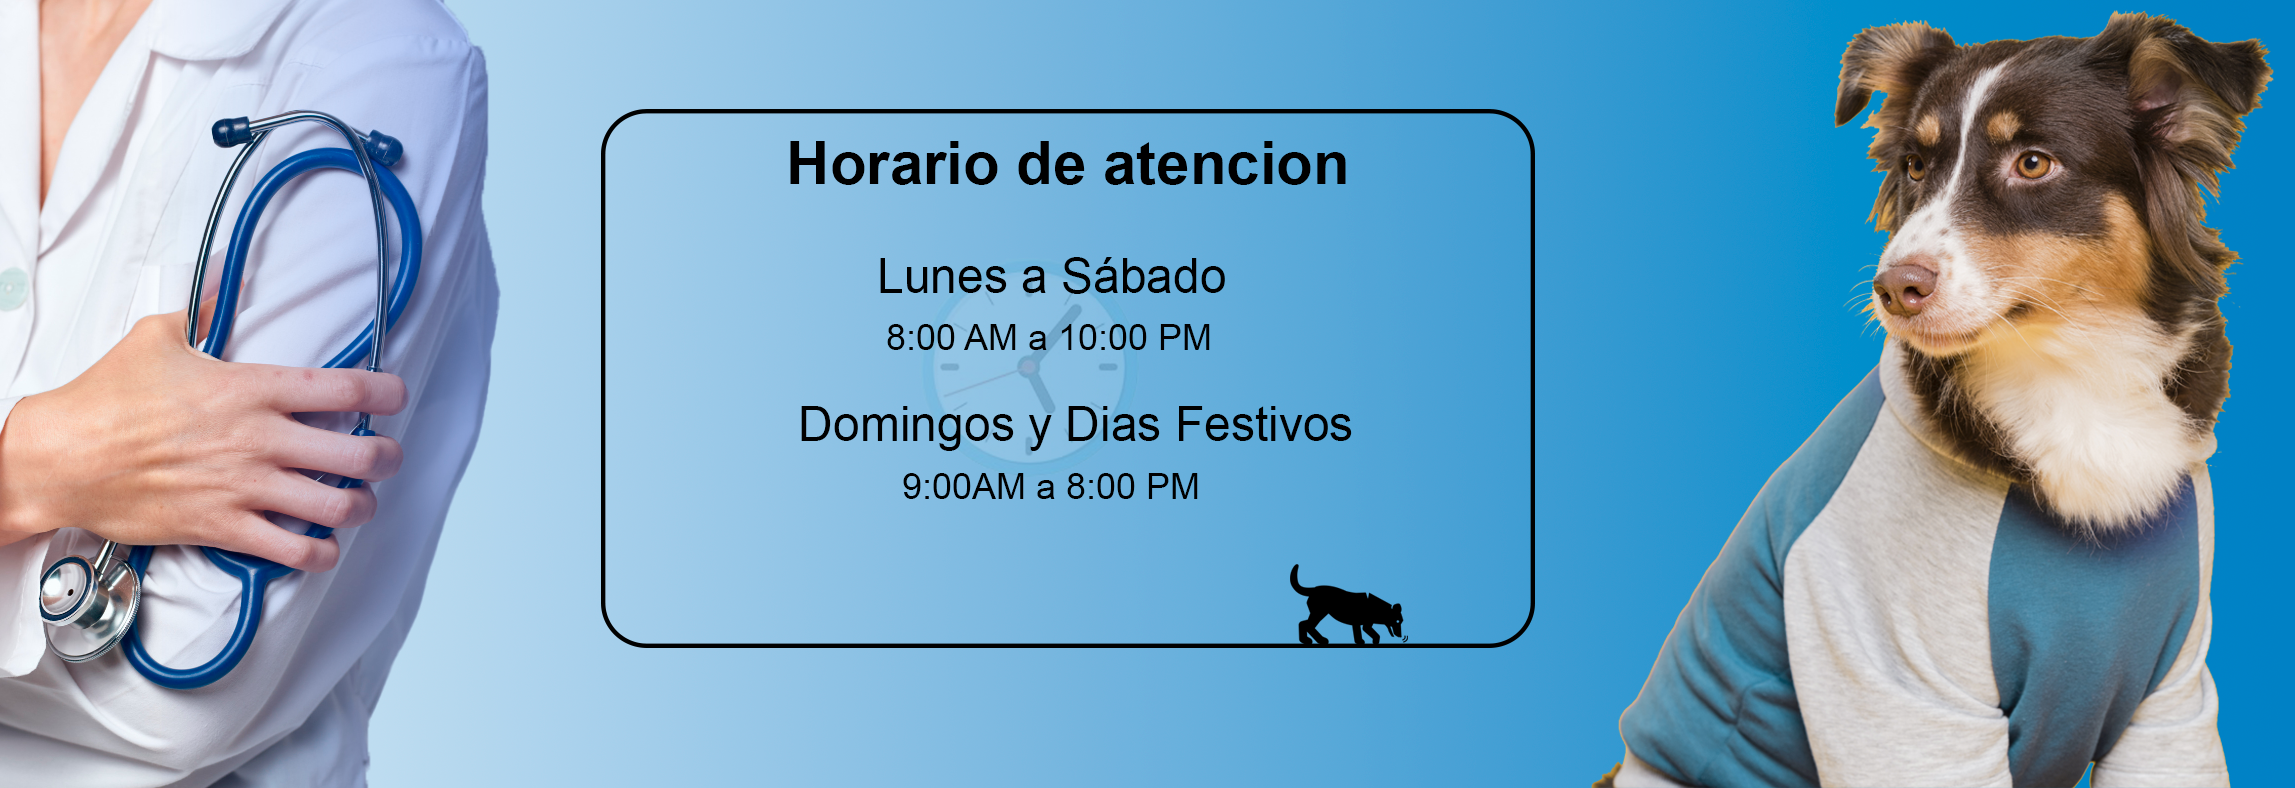 Horario de atencion
Lunes a Sábado
8:00 AM a 10:00 PM
Domingos y Dias Festivos
9:00AM a 8:00 PM